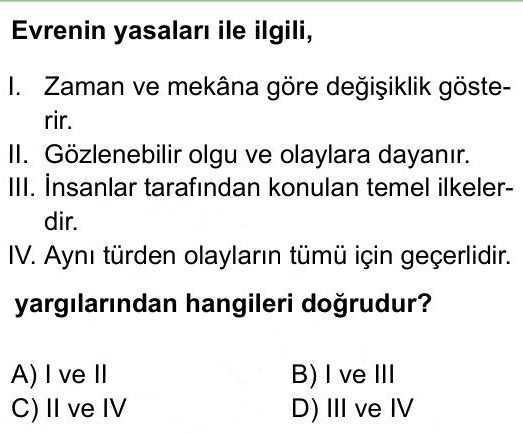 Evrenin yasaları ile ilgili,
I. Zaman ve mekâna göre değişiklik göste-
rir.
II. Gözlenebilir olgu ve olaylara dayanır.
III. İnsanlar tarafından konulan temel ilkeler-
dir.
IV. Aynı türden olayların tümü için geçerlidir.
yargılarından hangileri doğrudur?
A) I ve II B) I ve III
C) II ve IV D) III ve IV